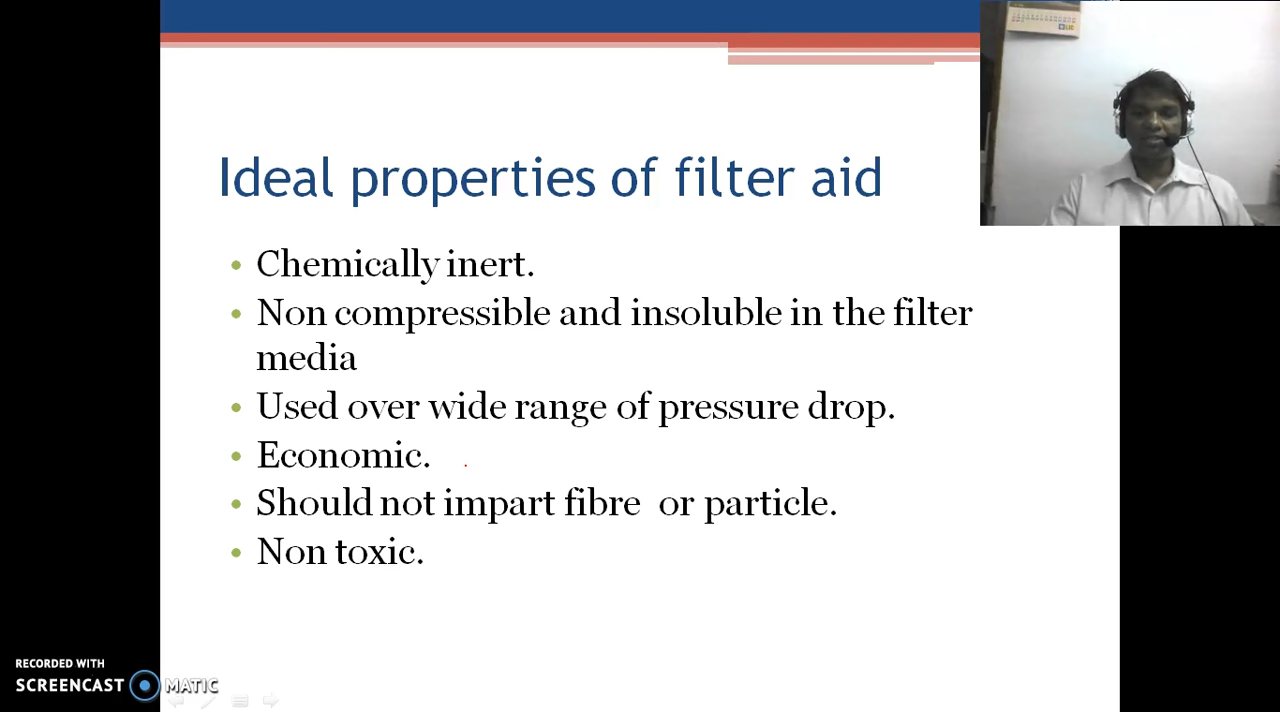 Ideal properties of filter aid
Chemically inert.
Non compressible and insoluble in the filter
media
Used over wide range of pressure drop.
Economic.
Should not impart fibre or particle.
Non toxic.
RECORDED WITH
SCREENCAST MATIC